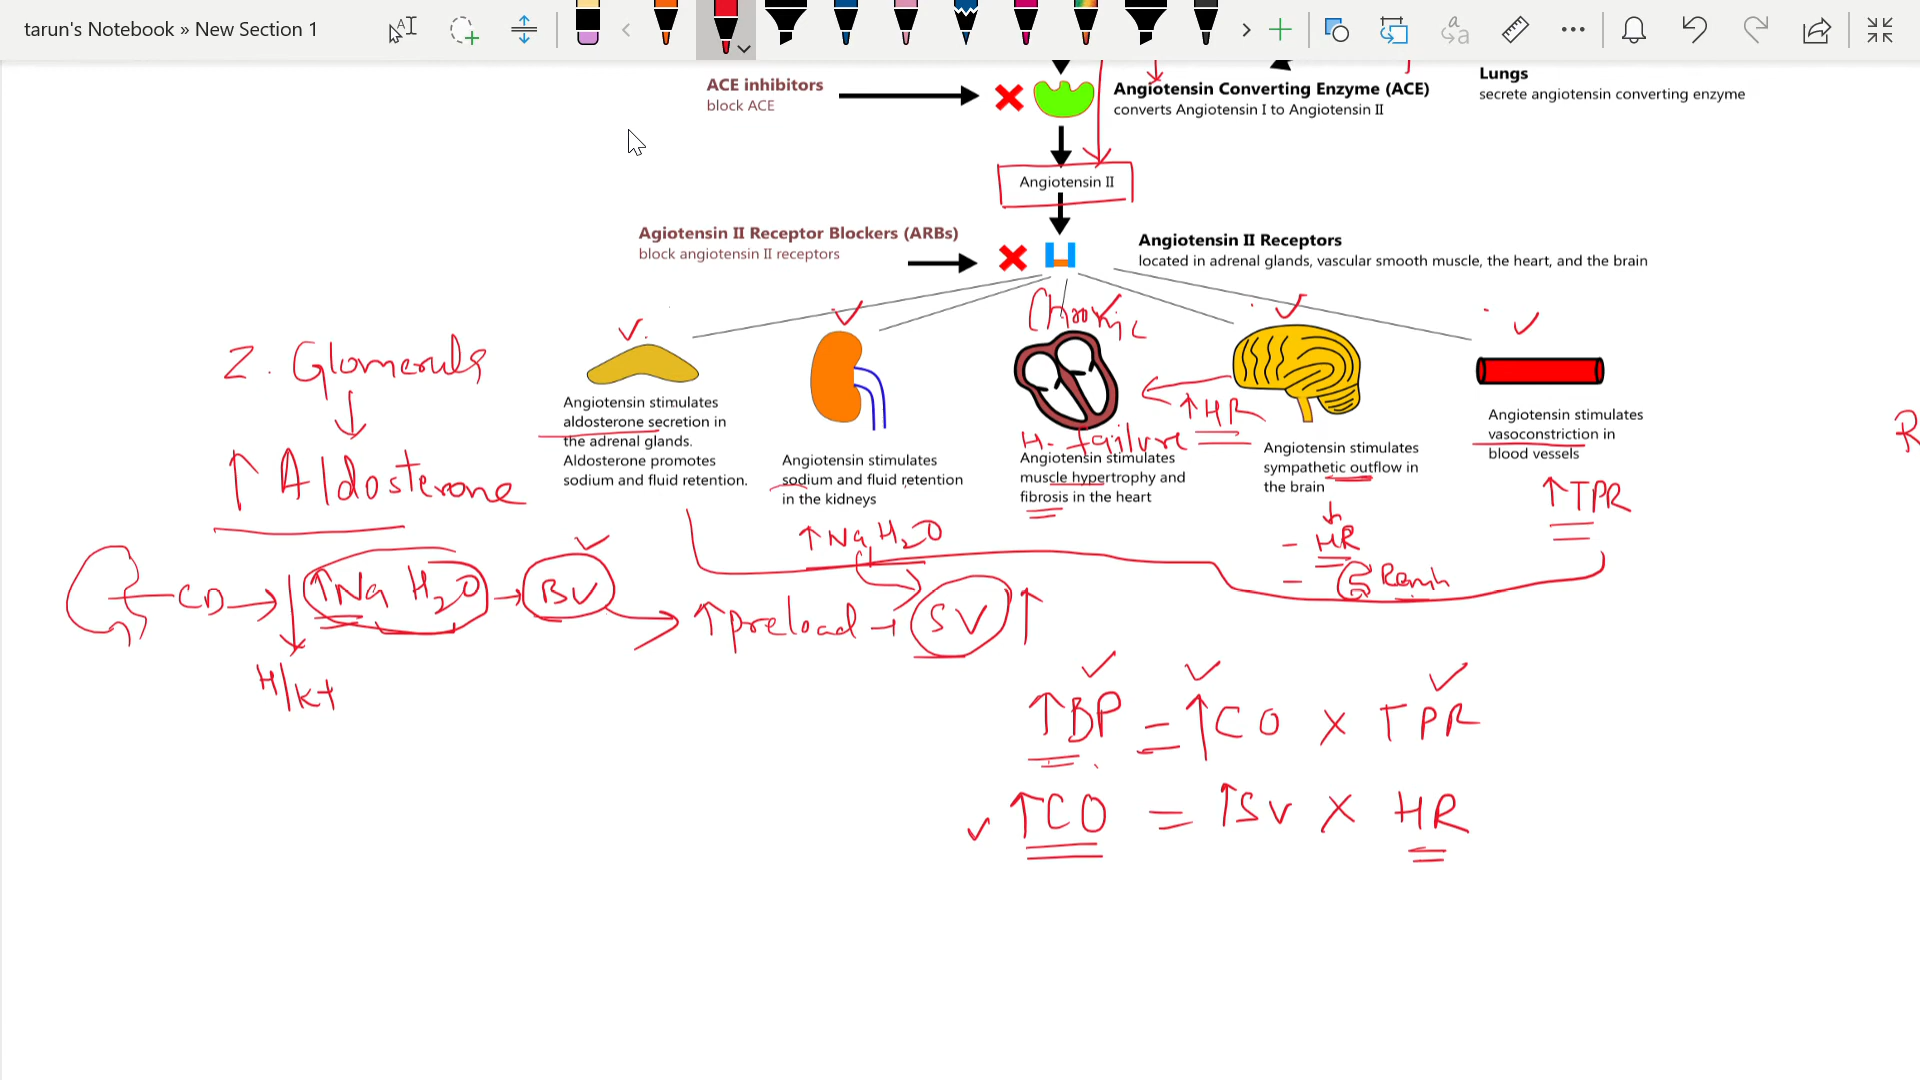 tarun's Notebook » New Section 1
ACE inhibitors
block ACE
Angiotensin Converting Enzyme (ACE)
converts Angiotensin I to Angiotensin II
Lungs
secrete angiotensin converting enzyme
Angiotensin II
Agiotensin II Receptor Blockers (ARBs)
block angiotensin II receptors
Angiotensin II Receptors
located in adrenal glands, vascular smooth muscle, the heart, and the brain
Chronic
Z. Glomeruls
↑ Aldosterone
Angiotensin stimulates
aldosterone secretion in
the adrenal glands.
Aldosterone promotes
sodium and fluid retention.
Angiotensin stimulates
sodium and fluid retention
in the kidneys
H. failure
Angiotensin stimulates
muscle hypertrophy and
fibrosis in the heart
↑HR
Angiotensin stimulates
sympathetic outflow in
the brain
Angiotensin stimulates
vasoconstriction in
blood vessels
R
↑TPR
↑Na H2O
- HR
- Renin
CD → ↑Na H2O → BV → ↑preload → SV ↑
H/K+
↑BP = ↑CO X TPR
↑CO = ↑SV X HR